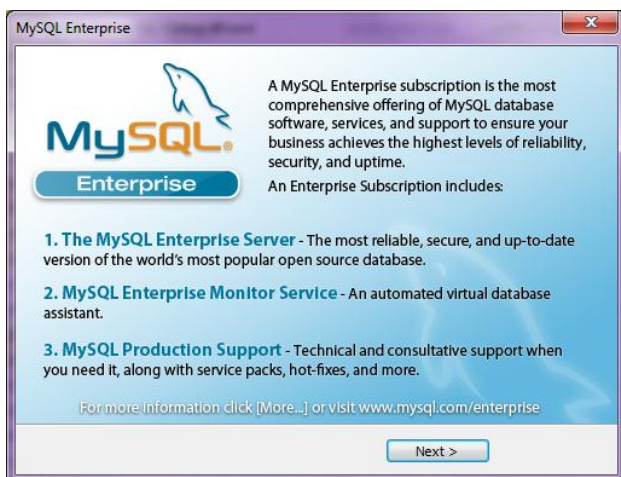 MySQL Enterprise
A MySQL Enterprise subscription is the most
comprehensive offering of MySQL database
software, services, and support to ensure your
business achieves the highest levels of reliability,
security, and uptime.
An Enterprise Subscription includes:
MySQL®
Enterprise
1. The MySQL Enterprise Server - The most reliable, secure, and up-to-date
version of the world's most popular open source database.
2. MySQL Enterprise Monitor Service - An automated virtual database
assistant.
3. MySQL Production Support - Technical and consultative support when
you need it, along with service packs, hot-fixes, and more.
For more information click [More...] or visit www.mysql.com/enterprise
Next >